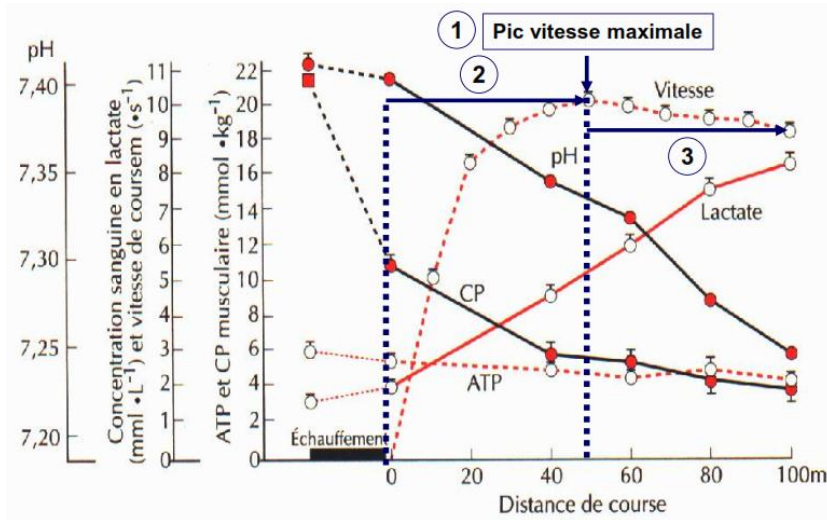 1
Pic vitesse maximale
2
3
pH
7,40
7,35
7,30
7,25
7,20
Concentration sanguine en lactate
(mml •L⁻¹) et vitesse de coursem (•s⁻¹)
11
10
9
8
7
6
5
4
3
2
1
0
ATP et CP musculaire (mmol •kg⁻¹)
22
20
18
16
14
12
10
8
6
4
2
0
Vitesse
pH
Lactate
CP
ATP
Échauffemen
0
20
40
60
80
100m
Distance de course